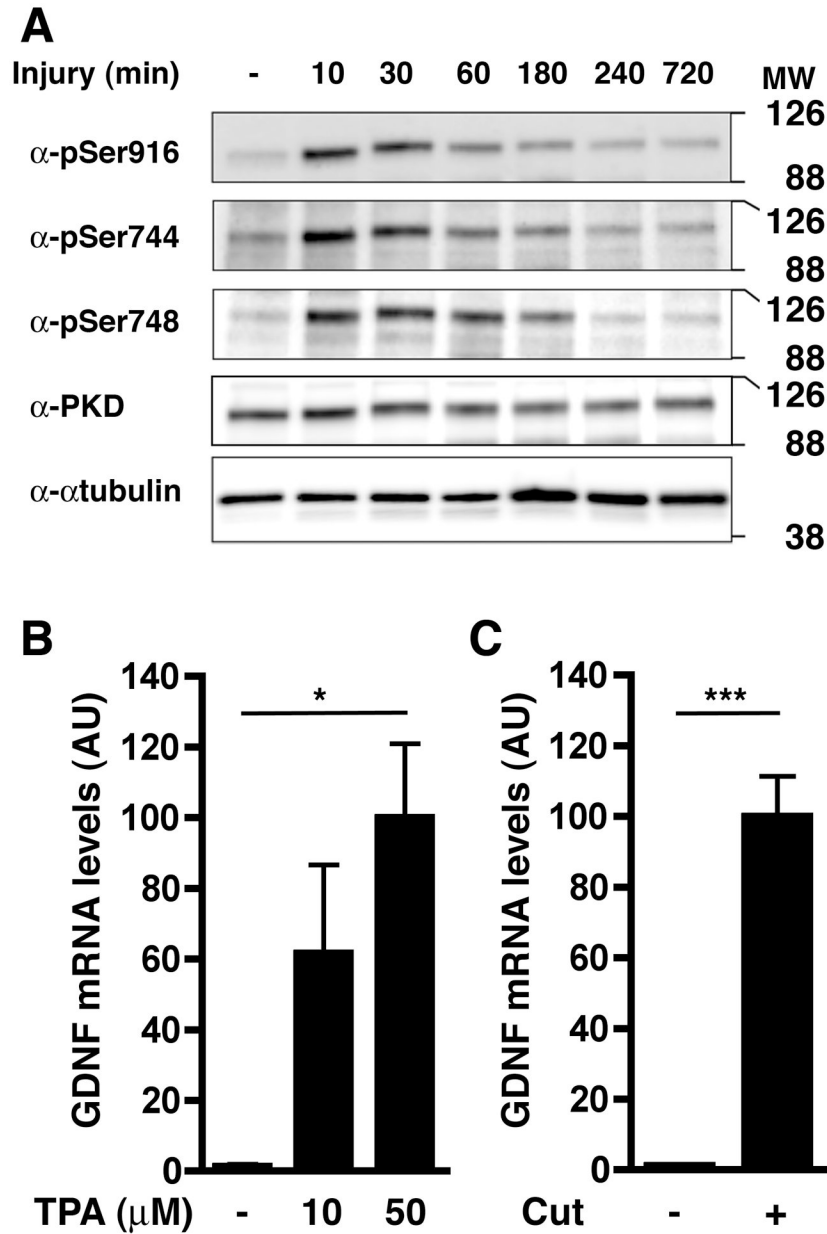 A
Injury (min) - 10 30 60 180 240 720 MW
126
α-pSer916
88
126
α-pSer744
88
126
α-pSer748
88
126
α-PKD
88
α-αtubulin
38
B
GDNF mRNA levels (AU)
140
120
100
80
60
40
20
0
*
TPA (μM) - 10 50
C
GDNF mRNA levels (AU)
140
120
100
80
60
40
20
0
***
Cut - +